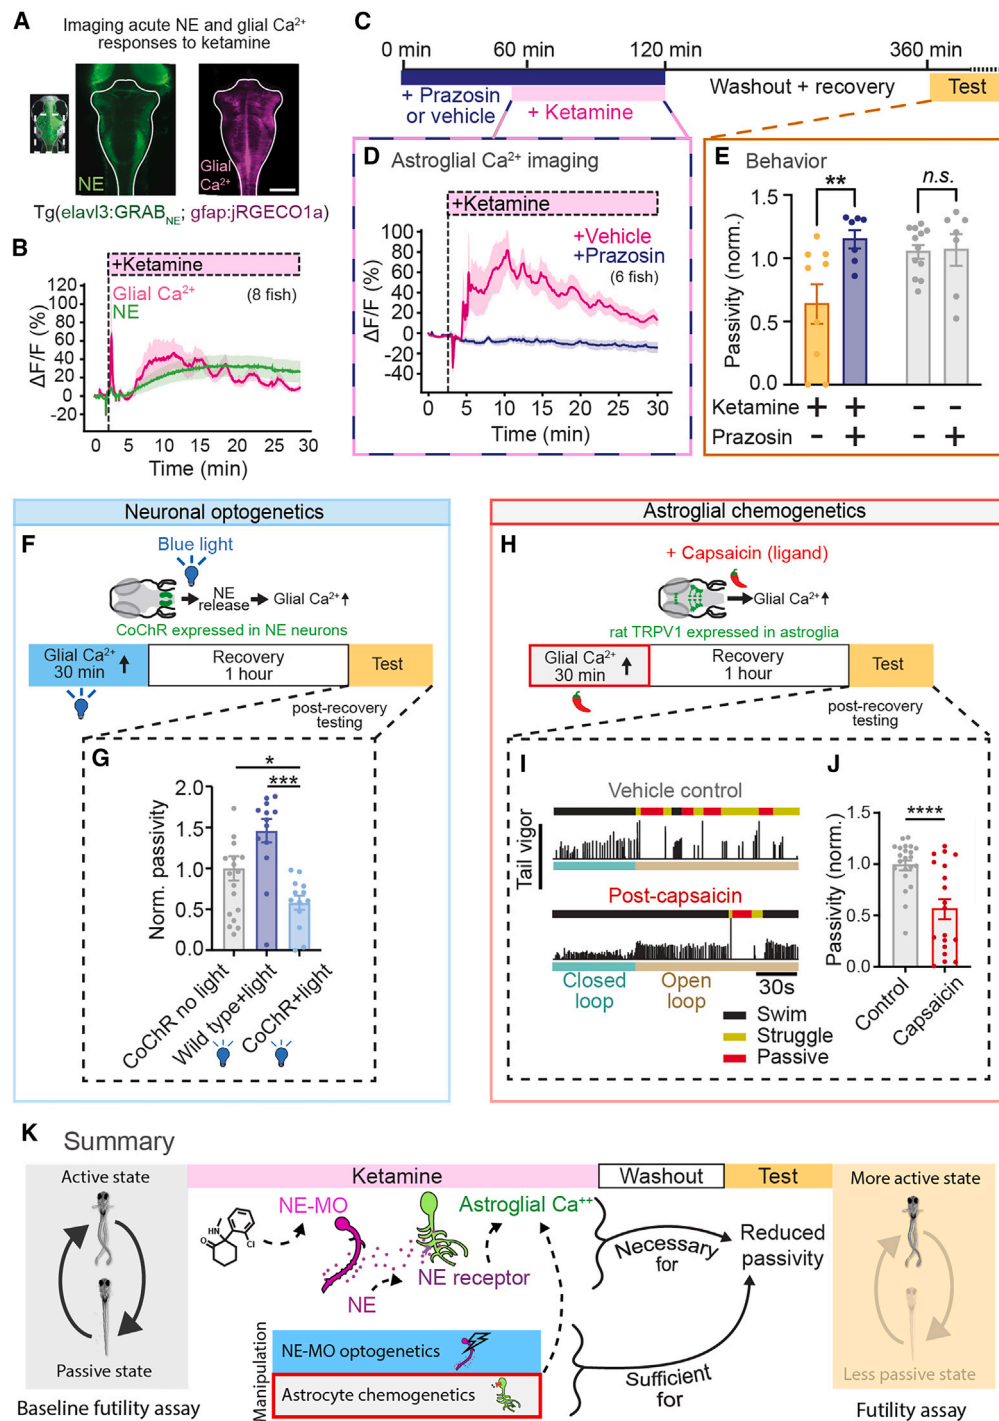 A
Imaging acute NE and glial Ca²⁺
responses to ketamine
NE
Glial
Ca²⁺
Tg(elavl3:GRAB_NE; gfap:jRGECO1a)
B
+Ketamine
Glial Ca²⁺
(8 fish)
NE
ΔF/F (%)
120
100
80
60
40
20
0
-20
0
5
10
15
20
25
30
Time (min)
C
0 min
60 min
120 min
360 min
+ Prazosin
or vehicle
+ Ketamine
Washout + recovery
Test
D
Astroglial Ca²⁺ imaging
+Ketamine
+Vehicle
+Prazosin
(6 fish)
ΔF/F (%)
100
80
60
40
20
0
-20
-40
0
5
10
15
20
25
30
Time (min)
E
Behavior
**
n.s.
Passivity (norm.)
1.5
1.0
0.5
0.0
Ketamine + + - -
Prazosin - + - +
Neuronal optogenetics
F
Blue light
NE
release
Glial Ca²⁺
CoChR expressed in NE neurons
Glial Ca²⁺
30 min
Recovery
1 hour
Test
post-recovery
testing
G
*
***
Norm. passivity
2.0
1.5
1.0
0.5
0.0
CoChR no light
Wild type+light
CoChR+light
Astroglial chemogenetics
H
+ Capsaicin (ligand)
Glial Ca²⁺
rat TRPV1 expressed in astroglia
Glial Ca²⁺
30 min
Recovery
1 hour
Test
post-recovery
testing
I
Vehicle control
Tail vigor
Post-capsaicin
Closed
loop
Open
loop
30s
Swim
Struggle
Passive
J
****
Passivity (norm.)
1.5
1.0
0.5
0.0
Control
Capsaicin
K
Summary
Active state
Passive state
Baseline futility assay
Ketamine
Washout
Test
NE-MO
Astroglial Ca⁺⁺
NH
O
Cl
NE
NE receptor
Manipulation
NE-MO optogenetics
Astrocyte chemogenetics
Necessary
for
Sufficient
for
Reduced
passivity
More active state
Less passive state
Futility assay